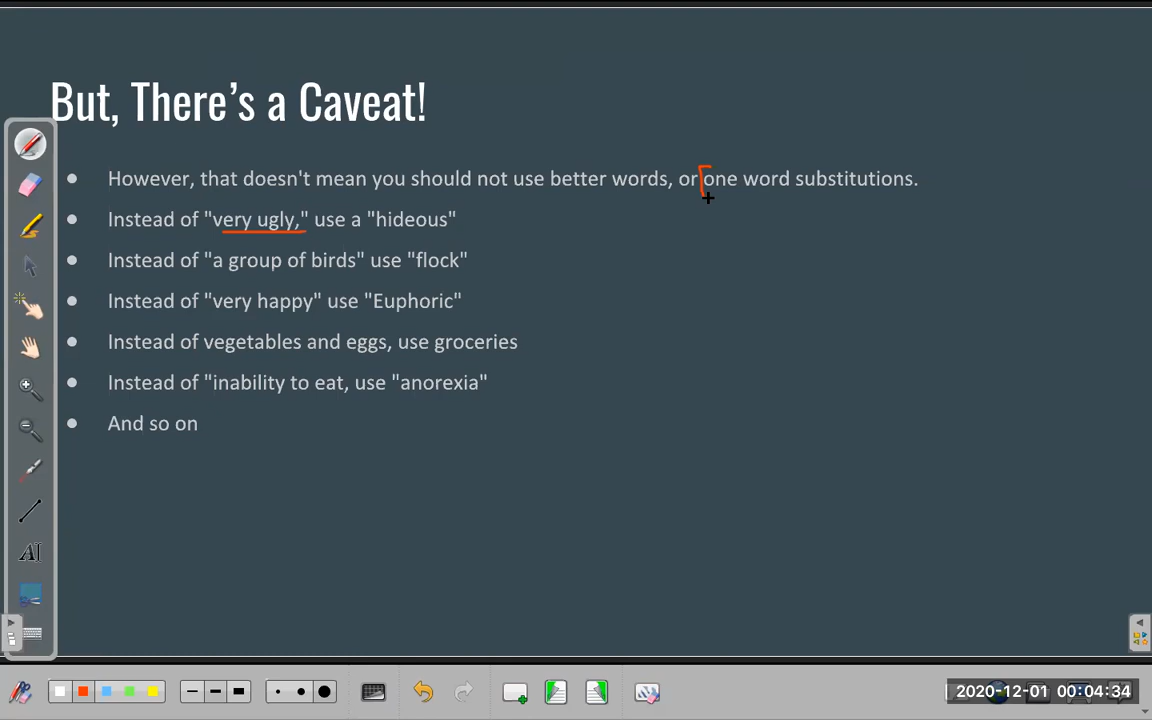 But, There's a Caveat!
However, that doesn't mean you should not use better words, or one word substitutions.
Instead of "very ugly," use a "hideous"
Instead of "a group of birds" use "flock"
Instead of "very happy" use "Euphoric"
Instead of vegetables and eggs, use groceries
Instead of "inability to eat, use "anorexia"
And so on
AI
2020-12-01 00:04:34